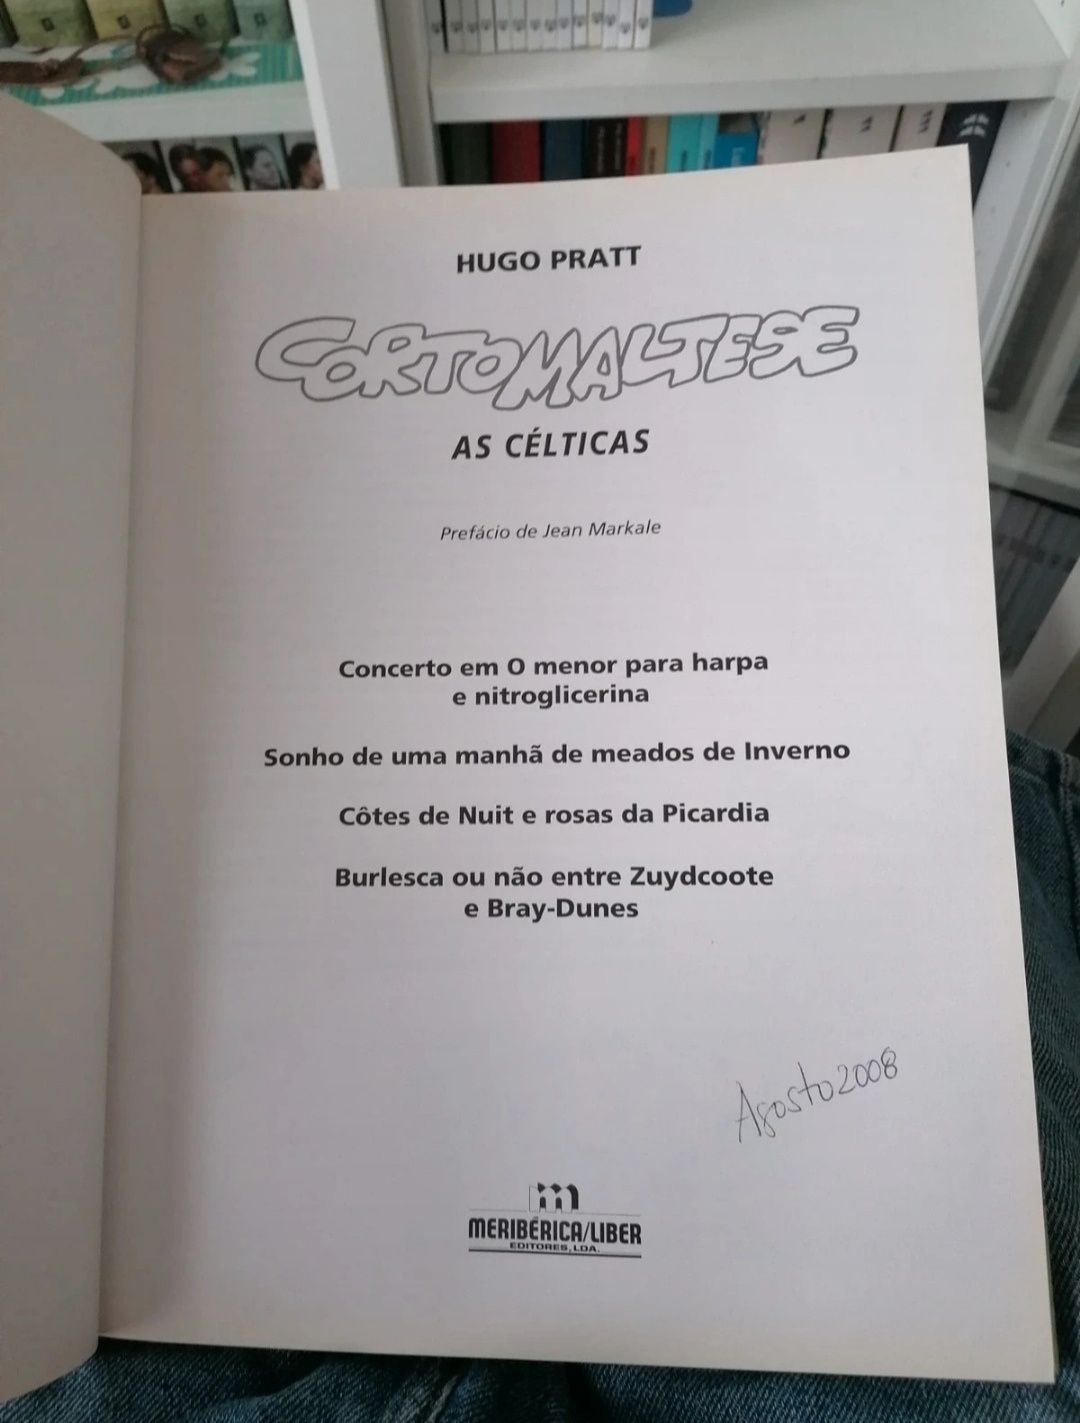 HUGO PRATT
CORTO MALTESE
AS CÉLTICAS
Prefácio de Jean Markale
Concerto em O menor para harpa
e nitroglicerina
Sonho de uma manhã de meados de Inverno
Côtes de Nuit e rosas da Picardia
Burlesca ou não entre Zuydcoote
e Bray-Dunes
Agosto 2008
m
MERIBÉRICA/LIBER
EDITORES, LDA.